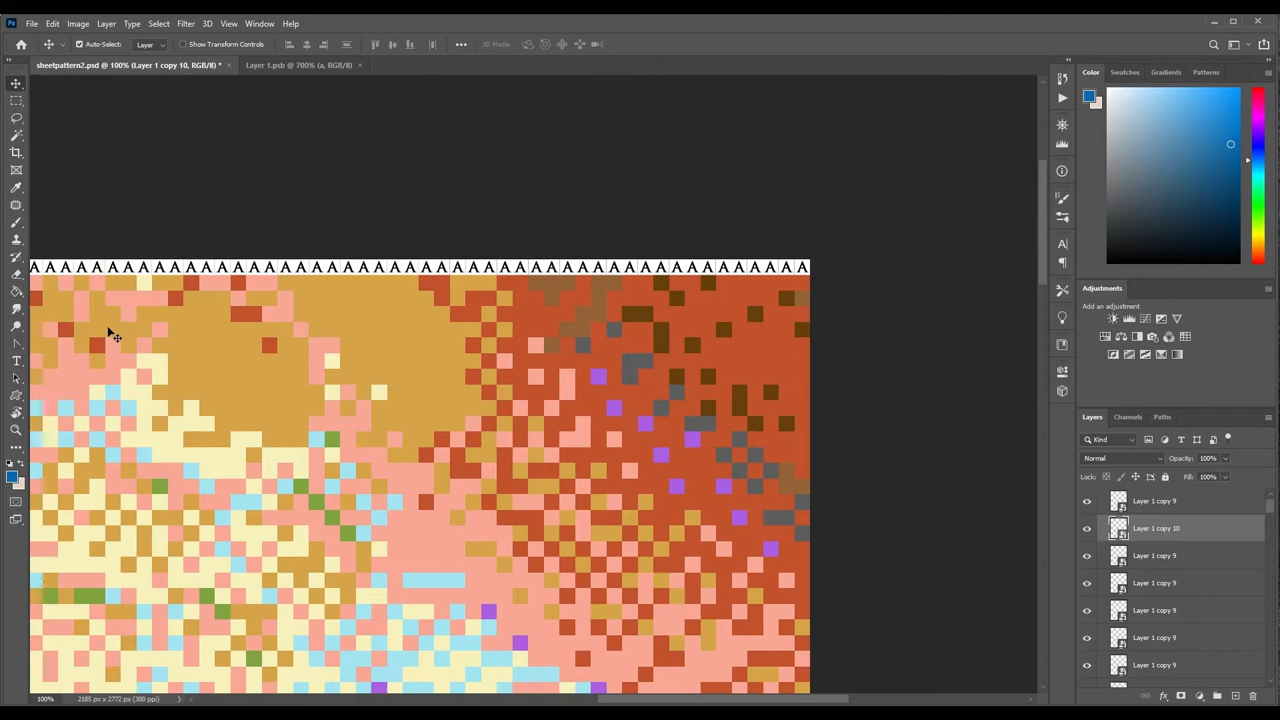 Ps File Edit Image Layer Type Select Filter 3D View Window Help
Auto-Select: Layer Show Transform Controls 3D Mode:
sheetpattern2.psd @ 100% (Layer 1 copy 10, RGB/8) * × Layer 1.psb @ 700% (a, RGB/8) ×
Color Swatches Gradients Patterns
A A A A A A A A A A A A A A A A A A A A A A A A A A A A A A A A A A A A A A A A A A A A A A A A A A
Adjustments
Add an adjustment
Layers Channels Paths
Kind
Normal Opacity: 100%
Lock: Fill: 100%
Layer 1 copy 9
Layer 1 copy 10
Layer 1 copy 9
Layer 1 copy 9
Layer 1 copy 9
Layer 1 copy 9
Layer 1 copy 9
100% 2185 px x 2772 px (300 ppi)